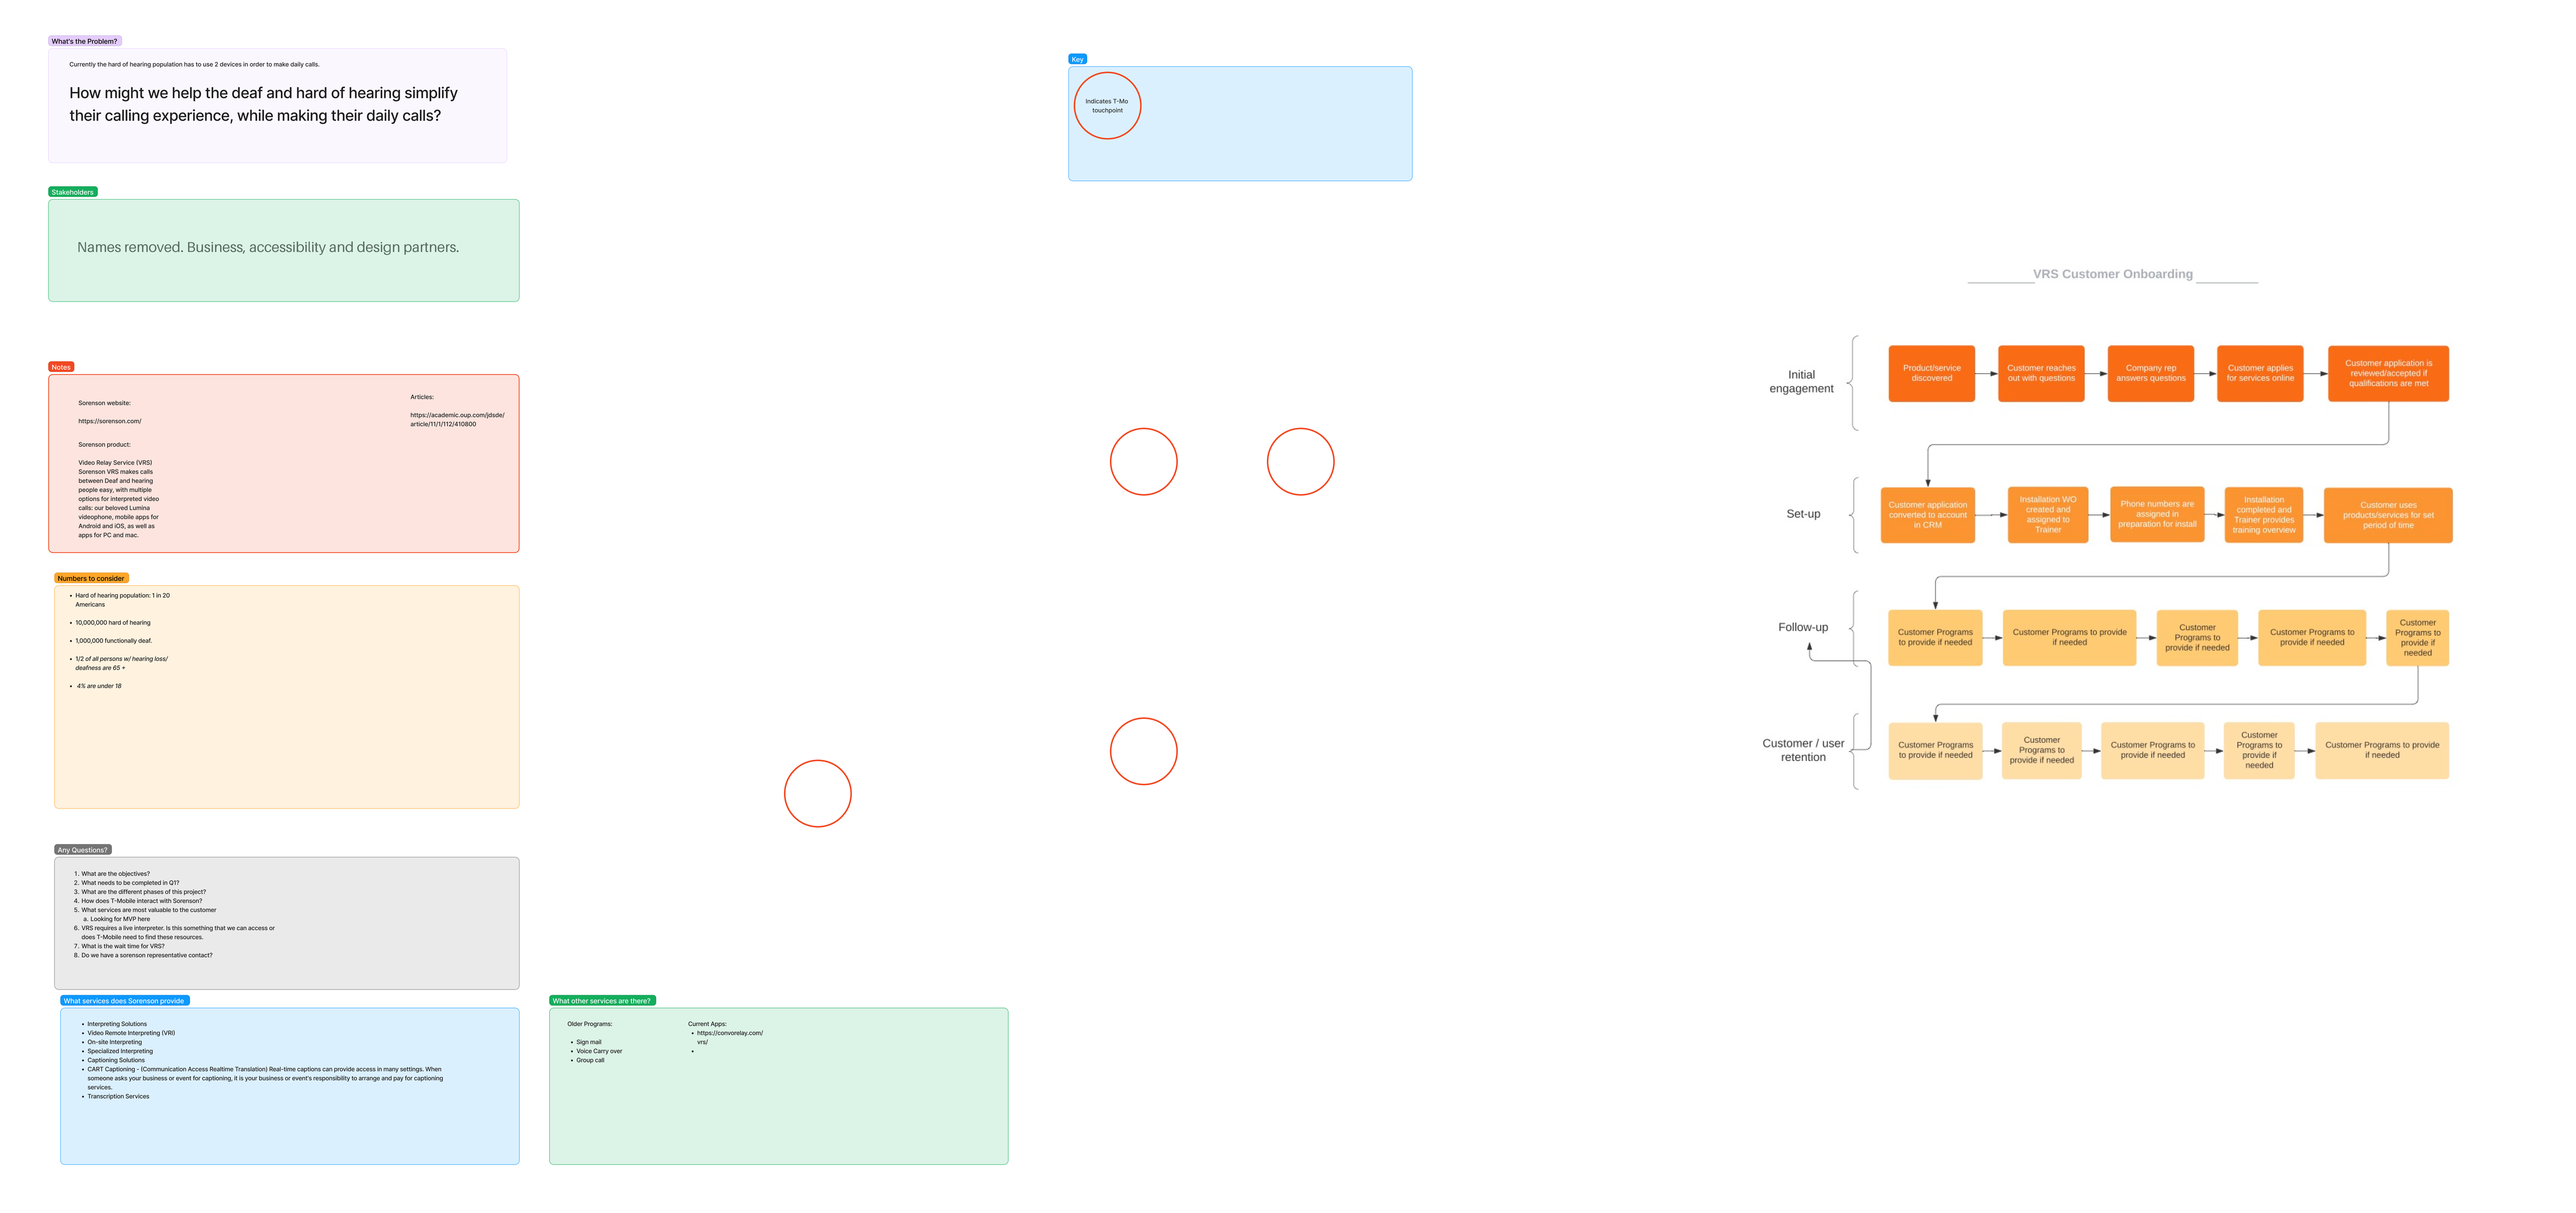 What's the Problem?
Currently the hard of hearing population has to use 2 devices in order to make daily calls.
How might we help the deaf and hard of hearing simplify
their calling experience, while making their daily calls?
Stakeholders
Names removed. Business, accessibility and design partners.
Notes
Sorenson website:
https://sorenson.com/
Sorenson product:
Video Relay Service (VRS)
Sorenson VRS makes calls
between Deaf and hearing
people easy, with multiple
options for interpreted video
calls: our beloved Lumina
videophone, mobile apps for
Android and iOS, as well as
apps for PC and mac.
Articles:
https://academic.oup.com/jdsde/
article/11/1/112/410800
Numbers to consider
• Hard of hearing population: 1 in 20
Americans
• 10,000,000 hard of hearing
• 1,000,000 functionally deaf.
• 1/2 of all persons w/ hearing loss/
deafness are 65 +
• 4% are under 18
Any Questions?
1. What are the objectives?
2. What needs to be completed in Q1?
3. What are the different phases of this project?
4. How does T-Mobile interact with Sorenson?
5. What services are most valuable to the customer
a. Looking for MVP here
6. VRS requires a live interpreter. Is this something that we can access or
does T-Mobile need to find these resources.
7. What is the wait time for VRS?
8. Do we have a sorenson representative contact?
What services does Sorenson provide
• Interpreting Solutions
• Video Remote Interpreting (VRI)
• On-site Interpreting
• Specialized Interpreting
• Captioning Solutions
• CART Captioning - (Communication Access Realtime Translation) Real-time captions can provide access in many settings. When
someone asks your business or event for captioning, it is your business or event's responsibility to arrange and pay for captioning
services.
• Transcription Services
What other services are there?
Older Programs:
• Sign mail
• Voice Carry over
• Group call
Current Apps:
• https://convorelay.com/
vrs/
•
Key
Indicates T-Mo
touchpoint
VRS Customer Onboarding
Initial
engagement
Product/service
discovered
Customer reaches
out with questions
Company rep
answers questions
Customer applies
for services online
Customer application is
reviewed/accepted if
qualifications are met
Set-up
Customer application
converted to account
in CRM
Installation WO
created and
assigned to
Trainer
Phone numbers are
assigned in
preparation for install
Installation
completed and
Trainer provides
training overview
Customer uses
products/services for set
period of time
Follow-up
Customer Programs
to provide if needed
Customer Programs to provide
if needed
Customer
Programs to
provide if needed
Customer Programs to
provide if needed
Customer
Programs to
provide if
needed
Customer / user
retention
Customer Programs
to provide if needed
Customer
Programs to
provide if needed
Customer Programs to
provide if needed
Customer
Programs to
provide if
needed
Customer Programs to provide
if needed